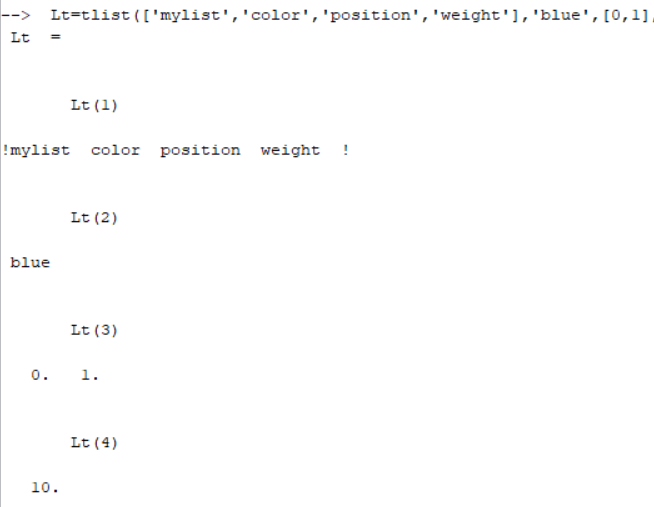 --> Lt=tlist(['mylist','color','position','weight'],'blue',[0,1],
Lt =
Lt(1)
!mylist color position weight !
Lt(2)
blue
Lt(3)
0. 1.
Lt(4)
10.